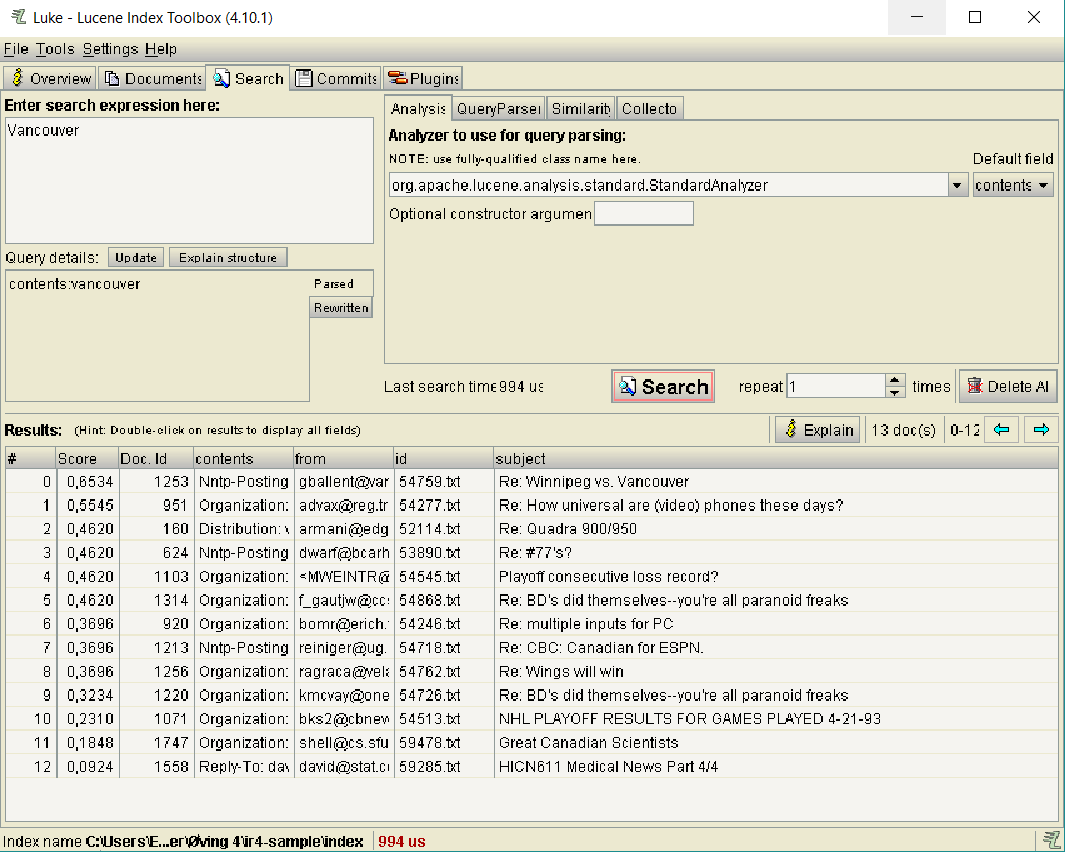 Luke - Lucene Index Toolbox (4.10.1)
File Tools Settings Help
Overview Documents Search Commits Plugins
Enter search expression here:
Vancouver
Query details: Update Explain structure
contents:vancouver
Parsed
Rewritten
Analysis QueryParser Similarity Collecto
Analyzer to use for query parsing:
NOTE: use fully-qualified class name here.
Default field
org.apache.lucene.analysis.standard.StandardAnalyzer contents
Optional constructor argumen
Last search time 994 us Search repeat 1 times Delete Al
Results: (Hint: Double-click on results to display all fields) Explain 13 doc(s) 0-12
# Score Doc. Id contents from id subject
0 0,6534 1253 Nntp-Posting gballent@var 54759.txt Re: Winnipeg vs. Vancouver
1 0,5545 951 Organization: advax@reg.tr 54277.txt Re: How universal are (video) phones these days?
2 0,4620 160 Distribution: v armani@edg 52114.txt Re: Quadra 900/950
3 0,4620 624 Nntp-Posting dwarf@bcarh 53890.txt Re: #77's?
4 0,4620 1103 Organization: <MWEINTR@ 54545.txt Playoff consecutive loss record?
5 0,4620 1314 Organization: f_gautjw@cc 54868.txt Re: BD's did themselves--you're all paranoid freaks
6 0,3696 920 Organization: bomr@erich. 54246.txt Re: multiple inputs for PC
7 0,3696 1213 Nntp-Posting reiniger@ug. 54718.txt Re: CBC: Canadian for ESPN.
8 0,3696 1256 Organization: ragraca@vela 54762.txt Re: Wings will win
9 0,3234 1220 Organization: kmcvay@one 54726.txt Re: BD's did themselves--you're all paranoid freaks
10 0,2310 1071 Organization: bks2@cbnew 54513.txt NHL PLAYOFF RESULTS FOR GAMES PLAYED 4-21-93
11 0,1848 1747 Organization: shell@cs.sfu 59478.txt Great Canadian Scientists
12 0,0924 1558 Reply-To: dav david@stat.c 59285.txt HICN611 Medical News Part 4/4
Index name C:\Users\E...er\Øving 4\ir4-sample\index 994 us